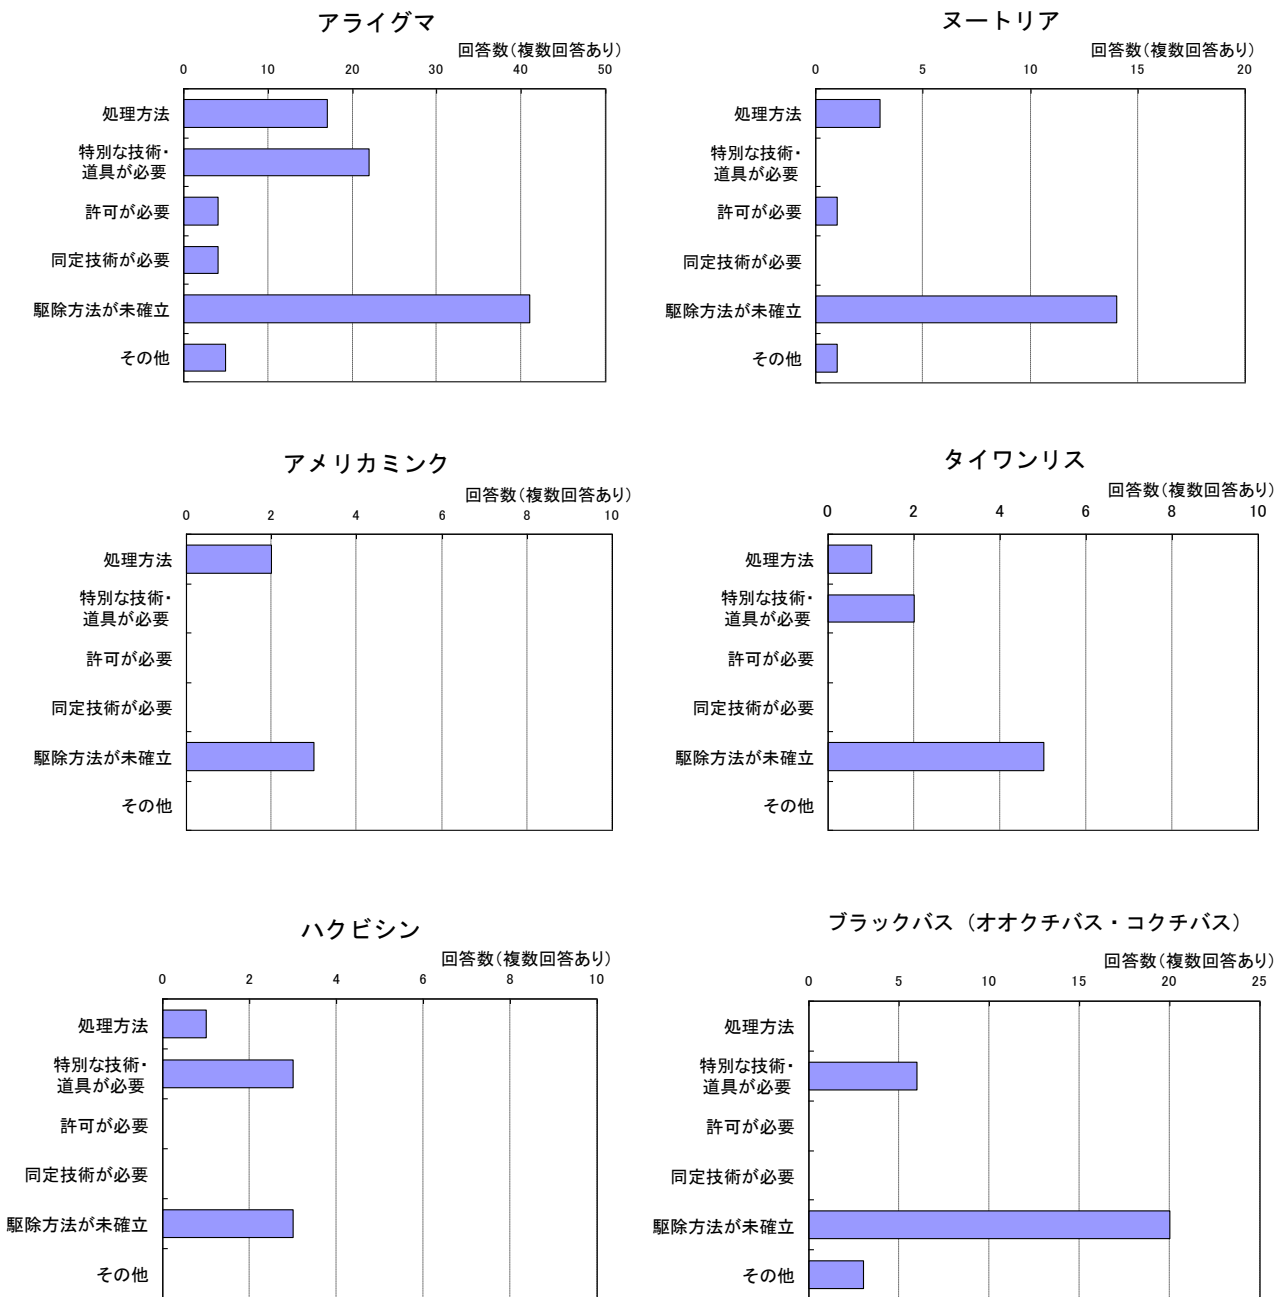 アライグマ
回答数(複数回答あり)
0 10 20 30 40 50
処理方法
特別な技術・
道具が必要
許可が必要
同定技術が必要
駆除方法が未確立
その他
ヌートリア
回答数(複数回答あり)
0 5 10 15 20
処理方法
特別な技術・
道具が必要
許可が必要
同定技術が必要
駆除方法が未確立
その他
アメリカミンク
回答数(複数回答あり)
0 2 4 6 8 10
処理方法
特別な技術・
道具が必要
許可が必要
同定技術が必要
駆除方法が未確立
その他
タイワンリス
回答数(複数回答あり)
0 2 4 6 8 10
処理方法
特別な技術・
道具が必要
許可が必要
同定技術が必要
駆除方法が未確立
その他
ハクビシン
回答数(複数回答あり)
0 2 4 6 8 10
処理方法
特別な技術・
道具が必要
許可が必要
同定技術が必要
駆除方法が未確立
その他
ブラックバス(オオクチバス・コクチバス)
回答数(複数回答あり)
0 5 10 15 20 25
処理方法
特別な技術・
道具が必要
許可が必要
同定技術が必要
駆除方法が未確立
その他